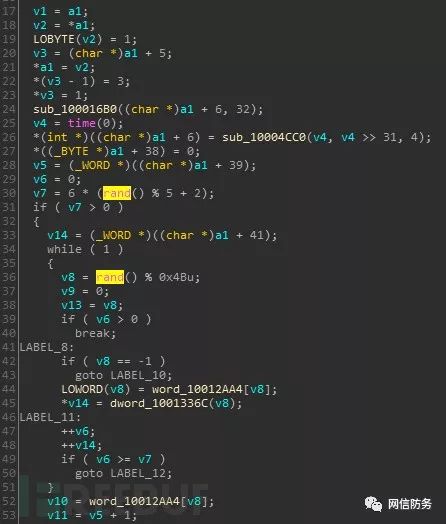 17 v1 = a1;
18 v2 = *a1;
19 LOBYTE(v2) = 1;
20 v3 = (char *)a1 + 5;
21 *a1 = v2;
22 *(v3 - 1) = 3;
23 *v3 = 1;
24 sub_100016B0((char *)a1 + 6, 32);
25 v4 = time(0);
26 *(int *)((char *)a1 + 6) = sub_10004CC0(v4, v4 >> 31, 4);
27 *((_BYTE *)a1 + 38) = 0;
28 v5 = (_WORD *)((char *)a1 + 39);
29 v6 = 0;
30 v7 = 6 * (rand() % 5 + 2);
31 if ( v7 > 0 )
32 {
33 v14 = (_WORD *)((char *)a1 + 41);
34 while ( 1 )
35 {
36 v8 = rand() % 0x4Bu;
37 v9 = 0;
38 v13 = v8;
39 if ( v6 > 0 )
40 break;
41 LABEL_8:
42 if ( v8 == -1 )
43 goto LABEL_10;
44 LOWORD(v8) = word_10012AA4[v8];
45 *v14 = dword_1001336C(v8);
46 LABEL_11:
47 ++v6;
48 ++v14;
49 if ( v6 >= v7 )
50 goto LABEL_12;
51 }
52 v10 = word_10012AA4[v8];
53 v11 = v5 + 1;
REEBUF
网信防务